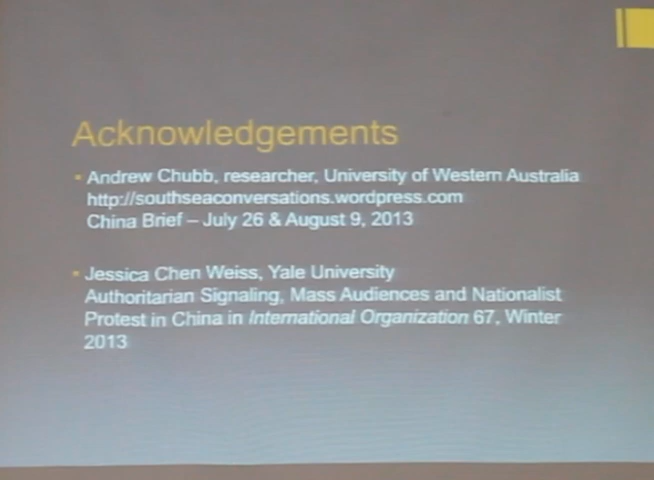 Acknowledgements
Andrew Chubb, researcher, University of Western Australia
http://southseaconversations.wordpress.com
China Brief – July 26 & August 9, 2013
Jessica Chen Weiss, Yale University
Authoritarian Signaling, Mass Audiences and Nationalist
Protest in China in International Organization 67, Winter
2013